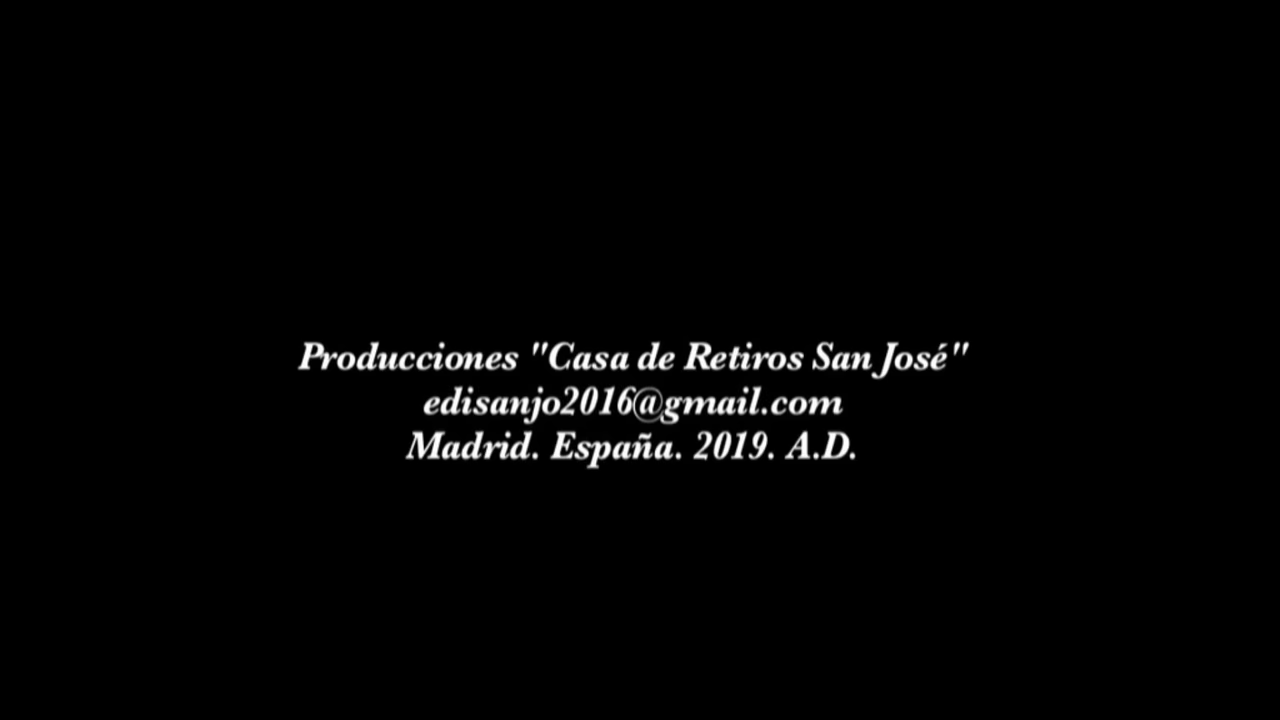 Producciones "Casa de Retiros San José"
edisanjo2016@gmail.com
Madrid. España. 2019. A.D.